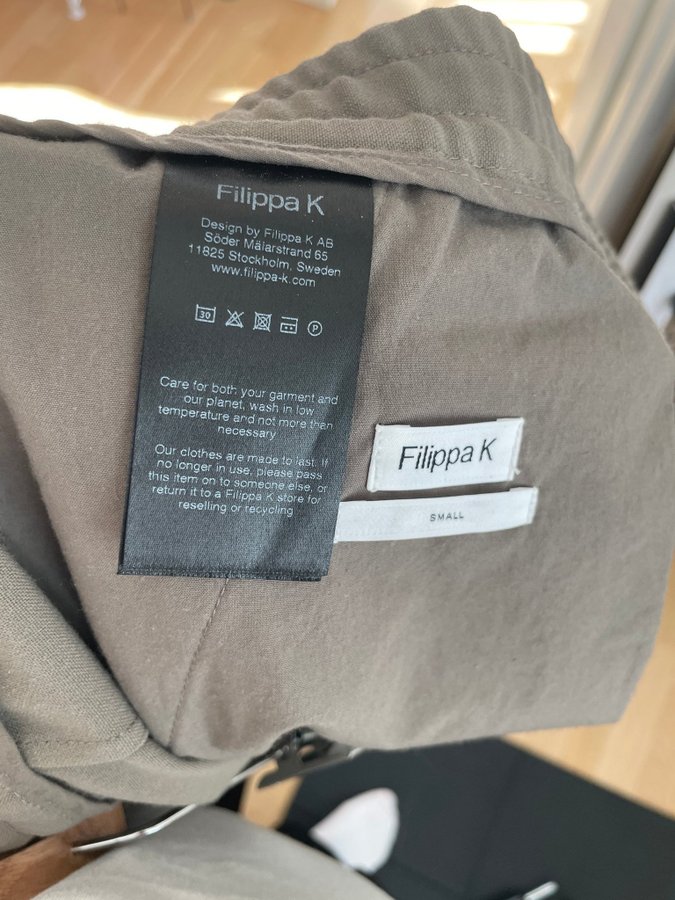 Filippa K
Design by Filippa K AB
Söder Mälarstrand 65
11825 Stockholm, Sweden
www.filippa-k.com
30
P
Care for both your garment and
our planet, wash in low
temperature and not more than
necessary
Our clothes are made to last. If
no longer in use, please pass
this item on to someone else, or
return it to a Filippa K store for
reselling or recycling
Filippa K
SMALL